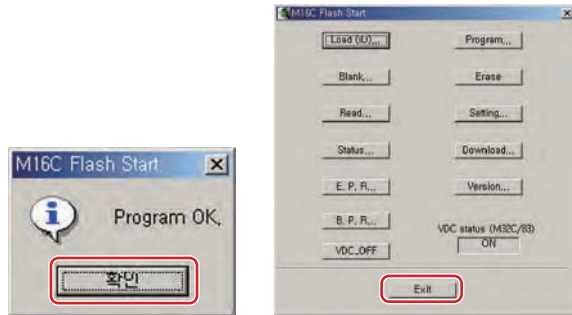 M16C Flash Start
Program OK,
확인
M16C Flash Start
Load (ID)... Program...
Blank... Erase
Read... Setting...
Status... Download...
E. P. R... Version...
B. P. R... VDC status (M32C/83)
VDC_OFF ON
Exit